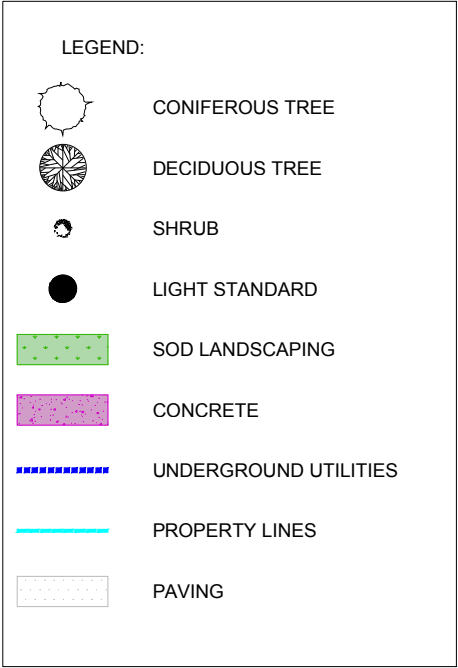 LEGEND:
CONIFEROUS TREE
DECIDUOUS TREE
SHRUB
LIGHT STANDARD
SOD LANDSCAPING
CONCRETE
UNDERGROUND UTILITIES
PROPERTY LINES
PAVING